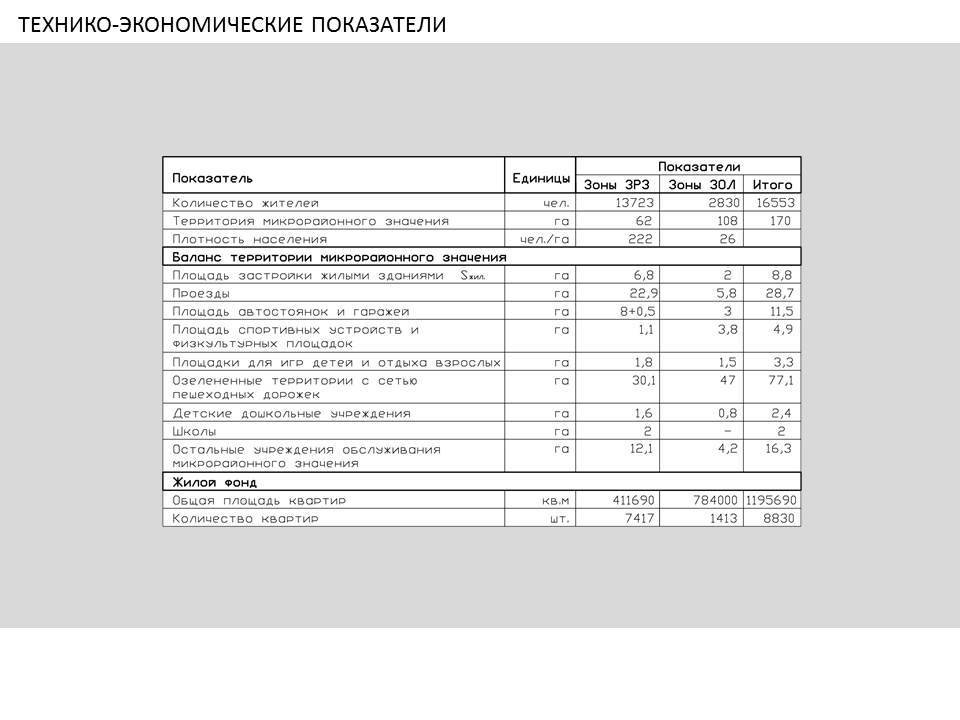 ТЕХНИКО-ЭКОНОМИЧЕСКИЕ ПОКАЗАТЕЛИ
Показатель Единицы Показатели
Зоны ЗРЗ Зоны ЗОЛ Итого
Количество жителей чел. 13723 2830 16553
Территория микрорайонного значения га 62 108 170
Плотность населения чел./га 222 26
Баланс территории микрорайонного значения
Площадь застройки жилыми зданиями Sжил. га 6,8 2 8,8
Проезды га 22,9 5,8 28,7
Площадь автостоянок и гаражей га 8+0,5 3 11,5
Площадь спортивных устройств и га 1,1 3,8 4,9
физкультурных площадок
Площадки для игр детей и отдыха взрослых га 1,8 1,5 3,3
Озелененные территории с сетью га 30,1 47 77,1
пешеходных дорожек
Детские дошкольные учреждения га 1,6 0,8 2,4
Школы га 2 – 2
Остальные учреждения обслуживания га 12,1 4,2 16,3
микрорайонного значения
Жилой фонд
Общая площадь квартир кв.м 411690 784000 1195690
Количество квартир шт. 7417 1413 8830